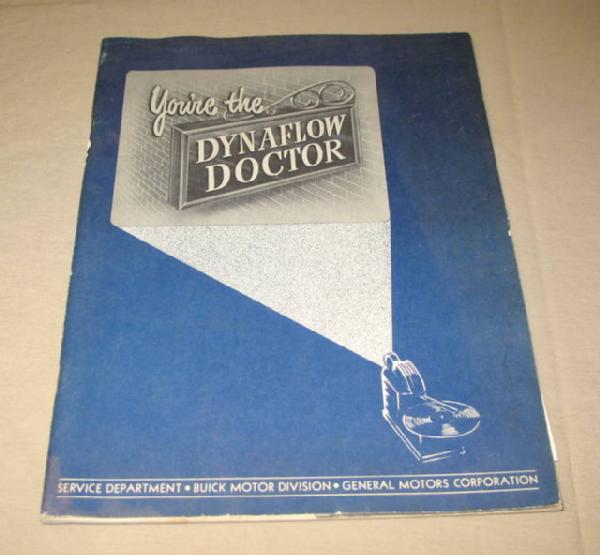 You're the
DYNAFLOW
DOCTOR
SERVICE DEPARTMENT • BUICK MOTOR DIVISION • GENERAL MOTORS CORPORATION